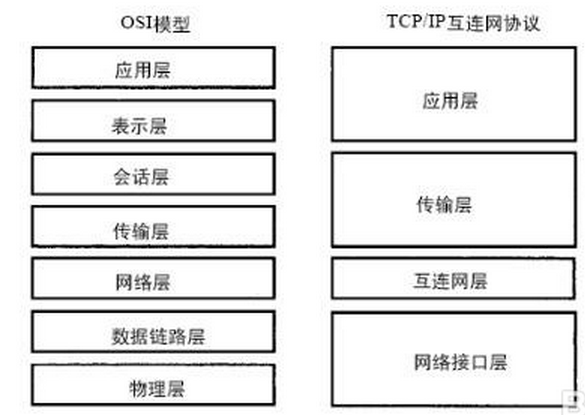 OSI模型
应用层
表示层
会话层
传输层
网络层
数据链路层
物理层
TCP/IP互连网协议
应用层
传输层
互连网层
网络接口层